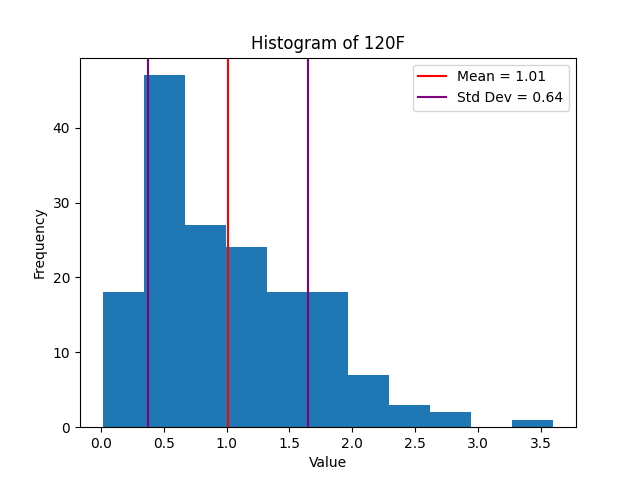 Histogram of 120F
Mean = 1.01
Std Dev = 0.64
Frequency
40
30
20
10
0
0.0 0.5 1.0 1.5 2.0 2.5 3.0 3.5
Value